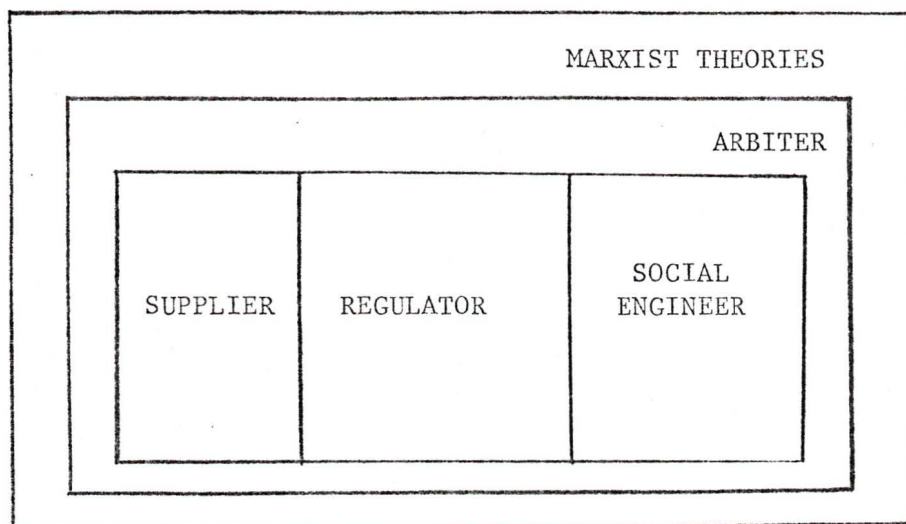 MARXIST THEORIES
ARBITER
SUPPLIER
REGULATOR
SOCIAL
ENGINEER